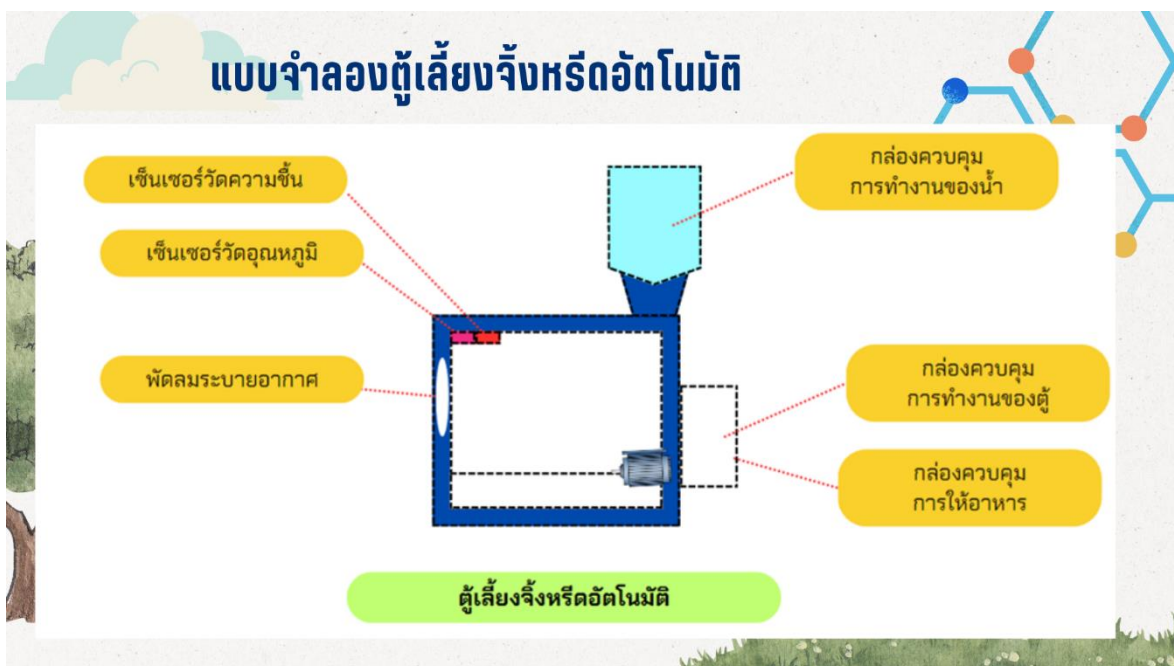 แบบจำลองตู้เลี้ยงจิ้งหรีดอัตโนมัติ
เซ็นเซอร์วัดความชื้น
เซ็นเซอร์วัดอุณหภูมิ
พัดลมระบายอากาศ
กล่องควบคุม
การทำงานของน้ำ
กล่องควบคุม
การทำงานของตู้
กล่องควบคุม
การให้อาหาร
ตู้เลี้ยงจิ้งหรีดอัตโนมัติ